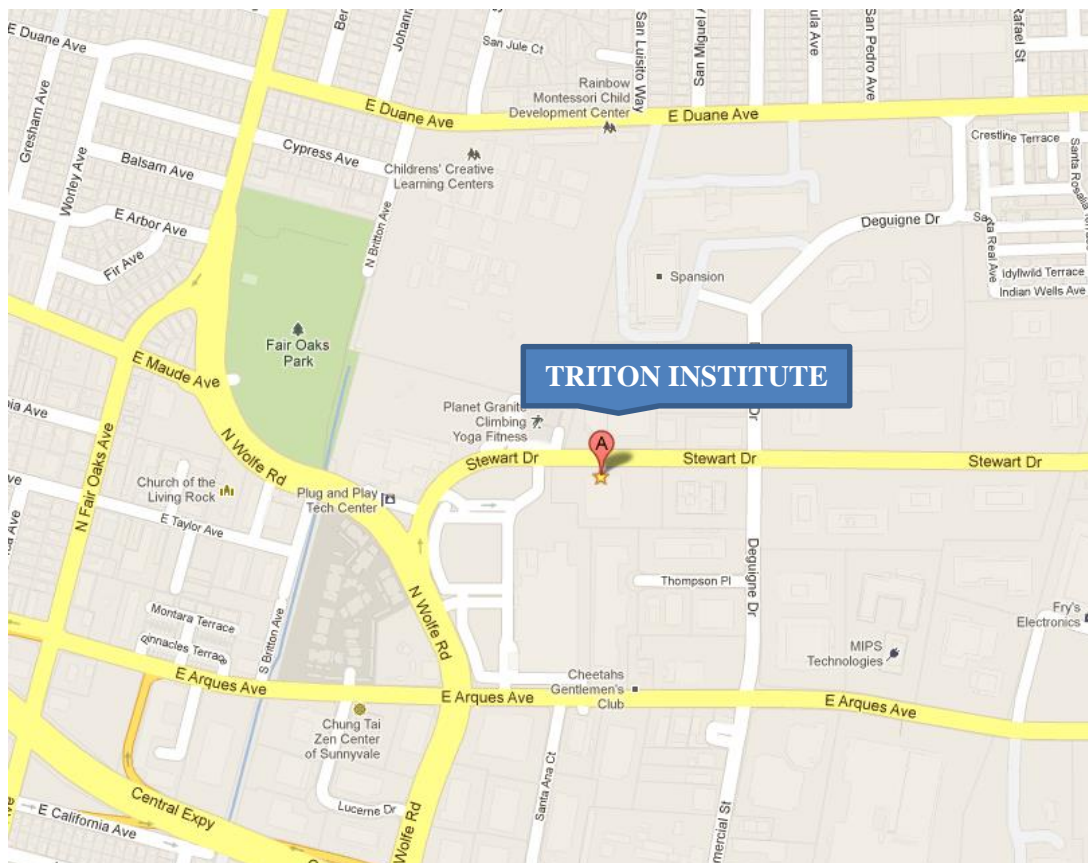 E Duane Ave
Gresham Ave
Worley Ave
Balsam Ave
E Arbor Ave
Fir Ave
Cypress Ave
San Jule Ct
E Duane Ave
Childrens' Creative
Learning Centers
Rainbow
Montessori Child
Development Center
San Luisito Way
San Miguel
San Pedro Ave
Rafael St
E Duane Ave
Crestline Terrace
Santa Rosalia
Deguigne Dr
Santa Real Ave
Idyllwild Terrace
Indian Wells Ave
N Britton Ave
Spansion
Fair Oaks
Park
E Maude Ave
TRITON INSTITUTE
Dr
Planet Granite
Climbing
Yoga Fitness
A
Stewart Dr
Stewart Dr
Stewart Dr
N Wolfe Rd
N Fair Oaks Ave
Church of the
Living Rock
Plug and Play
Tech Center
E Taylor Ave
N Wolfe Rd
Deguigne Dr
Thompson Pl
Fry's
Electronics
Montara Terrace
S Britton Ave
MIPS
Technologies
E Arques Ave
E Arques Ave
E Arques Ave
Cheetahs
Gentlemen's
Club
Chung Tai
Zen Center
of Sunnyvale
Santa Ana Ct
Central Expy
Lucerne Dr
Wolfe Rd
E California Ave